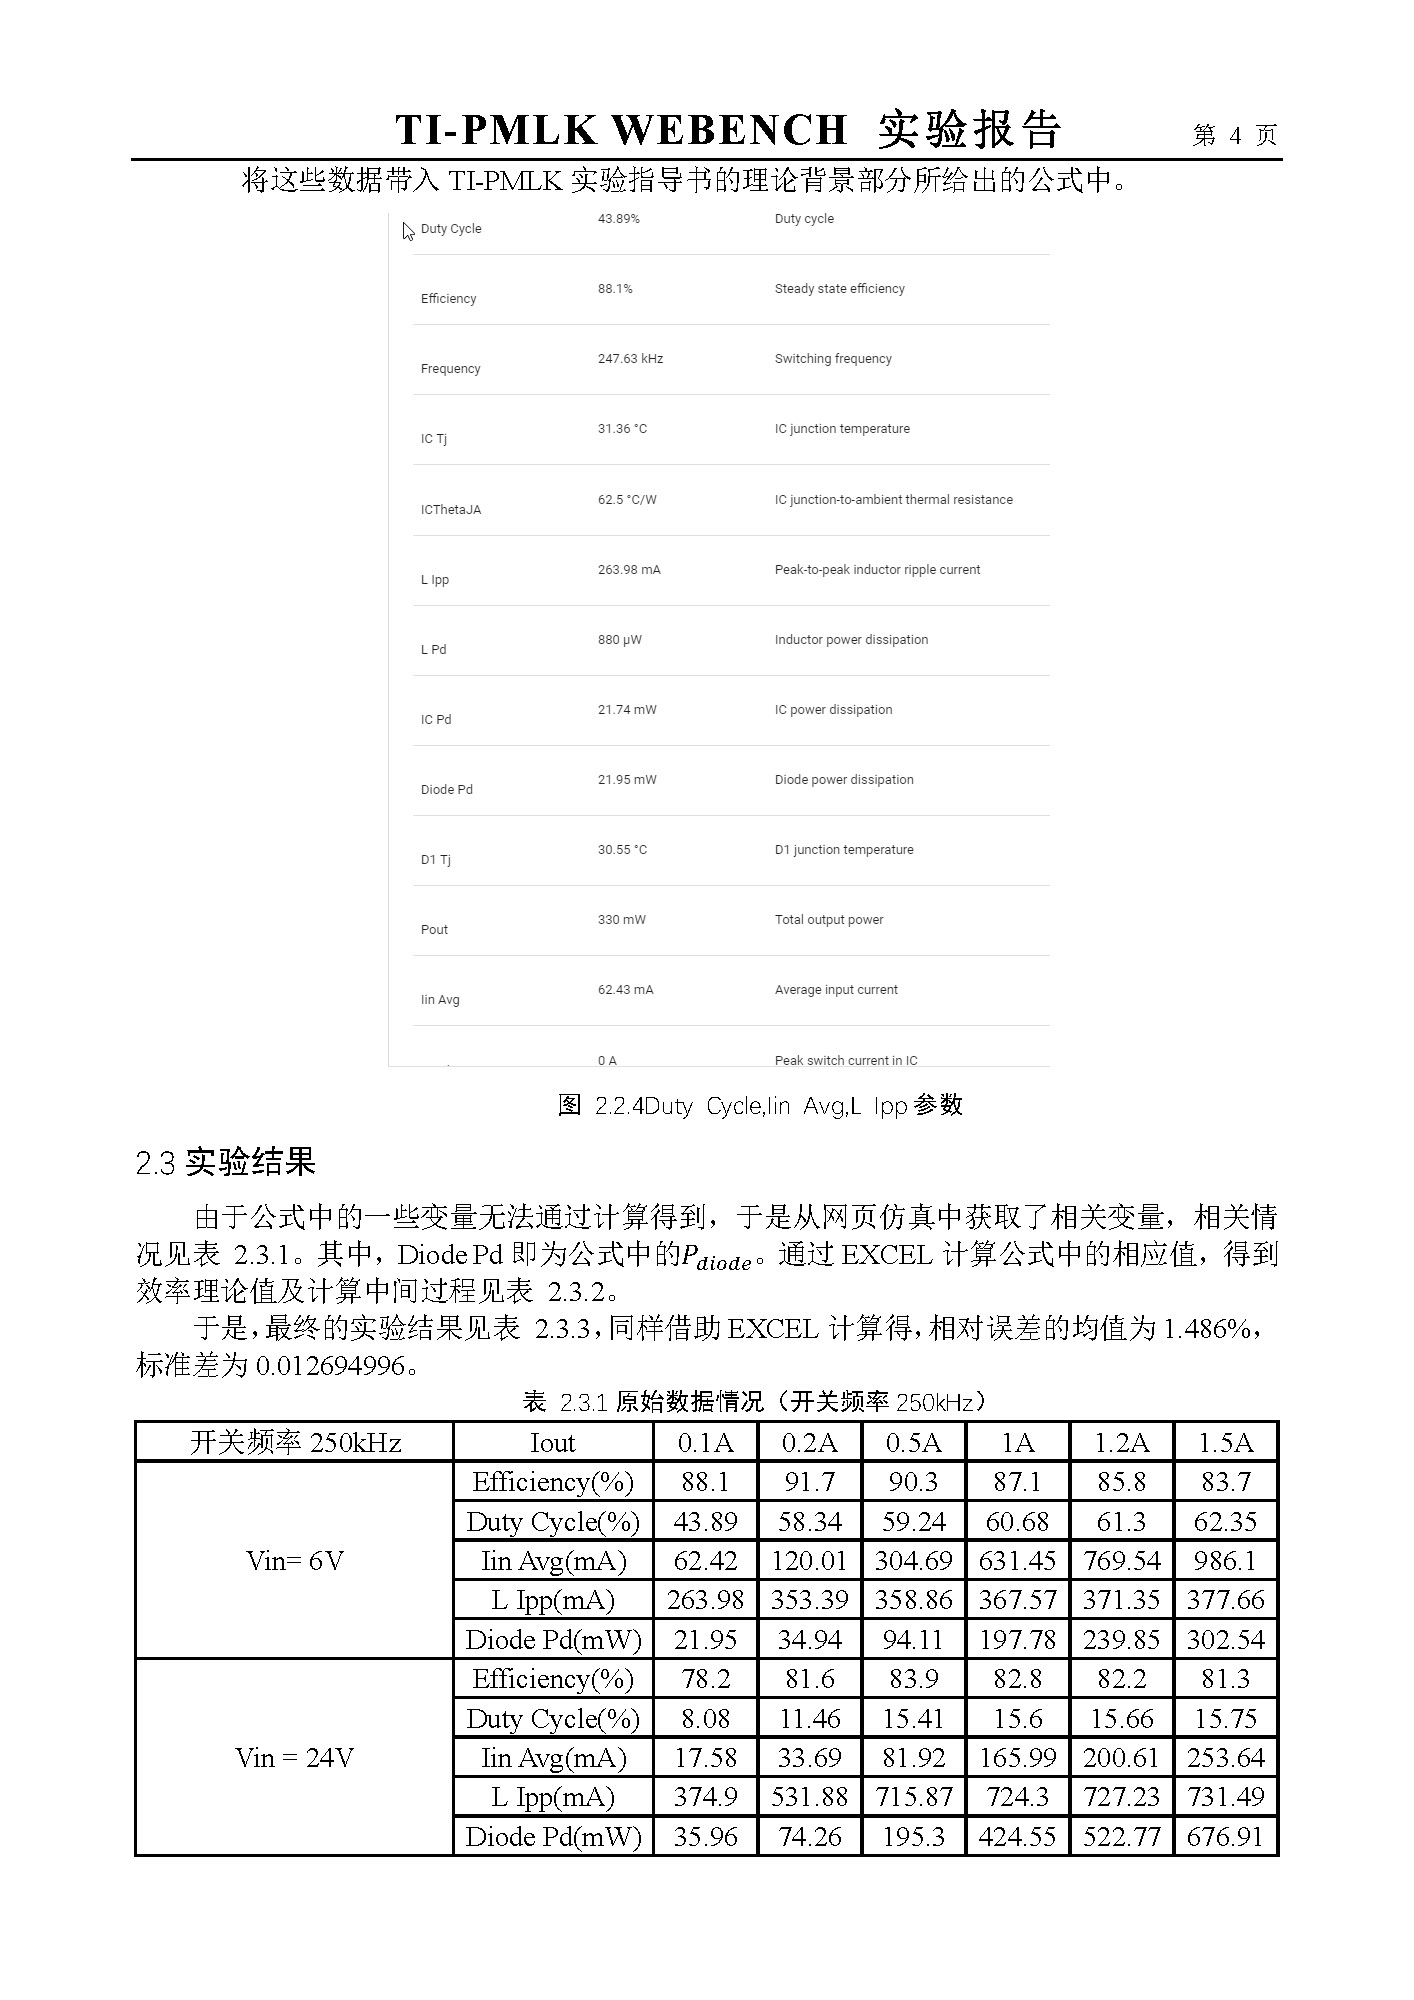 TI-PMLK WEBENCH 实验报告 第 4 页
将这些数据带入 TI-PMLK 实验指导书的理论背景部分所给出的公式中。
Duty Cycle 43.89% Duty cycle
Efficiency 88.1% Steady state efficiency
Frequency 247.63 kHz Switching frequency
IC Tj 31.36 °C IC junction temperature
ICThetaJA 62.5 °C/W IC junction-to-ambient thermal resistance
L Ipp 263.98 mA Peak-to-peak inductor ripple current
L Pd 880 µW Inductor power dissipation
IC Pd 21.74 mW IC power dissipation
Diode Pd 21.95 mW Diode power dissipation
D1 Tj 30.55 °C D1 junction temperature
Pout 330 mW Total output power
Iin Avg 62.43 mA Average input current
0 A Peak switch current in IC
图 2.2.4Duty Cycle,Iin Avg,L Ipp参数
2.3 实验结果
由于公式中的一些变量无法通过计算得到，于是从网页仿真中获取了相关变量，相关情
况见表 2.3.1。其中，Diode Pd 即为公式中的P_diode。通过 EXCEL 计算公式中的相应值，得到
效率理论值及计算中间过程见表 2.3.2。
于是，最终的实验结果见表 2.3.3，同样借助 EXCEL 计算得，相对误差的均值为 1.486%，
标准差为 0.012694996。
表 2.3.1 原始数据情况（开关频率 250kHz）
开关频率 250kHz Iout 0.1A 0.2A 0.5A 1A 1.2A 1.5A
Efficiency(%) 88.1 91.7 90.3 87.1 85.8 83.7
Duty Cycle(%) 43.89 58.34 59.24 60.68 61.3 62.35
Vin= 6V Iin Avg(mA) 62.42 120.01 304.69 631.45 769.54 986.1
L Ipp(mA) 263.98 353.39 358.86 367.57 371.35 377.66
Diode Pd(mW) 21.95 34.94 94.11 197.78 239.85 302.54
Efficiency(%) 78.2 81.6 83.9 82.8 82.2 81.3
Duty Cycle(%) 8.08 11.46 15.41 15.6 15.66 15.75
Vin = 24V Iin Avg(mA) 17.58 33.69 81.92 165.99 200.61 253.64
L Ipp(mA) 374.9 531.88 715.87 724.3 727.23 731.49
Diode Pd(mW) 35.96 74.26 195.3 424.55 522.77 676.91